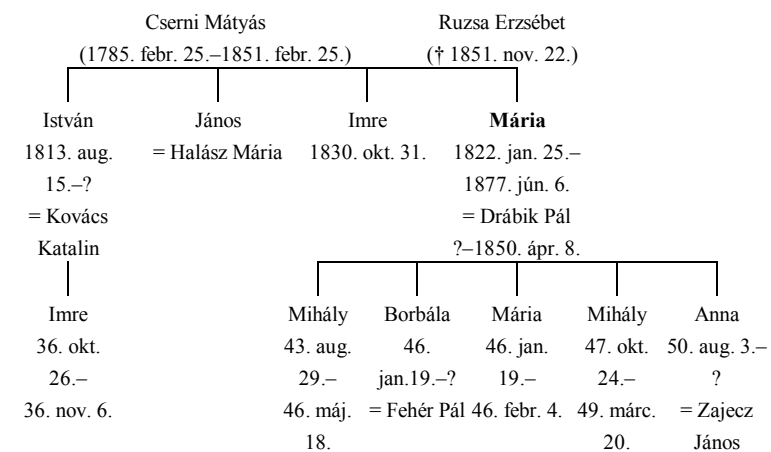 Cserni Mátyás Ruzsa Erzsébet
(1785. febr. 25.–1851. febr. 25.) († 1851. nov. 22.)
István János Imre Mária
1813. aug. = Halász Mária 1830. okt. 31. 1822. jan. 25.–
15.–? 1877. jún. 6.
= Kovács = Drábik Pál
Katalin ?–1850. ápr. 8.
Imre Mihály Borbála Mária Mihály Anna
36. okt. 43. aug. 46. 46. jan. 47. okt. 50. aug. 3.–
26.– 29.– jan.19.–? 19.– 24.– ?
36. nov. 6. 46. máj. = Fehér Pál 46. febr. 4. 49. márc. = Zajecz
18. 20. János